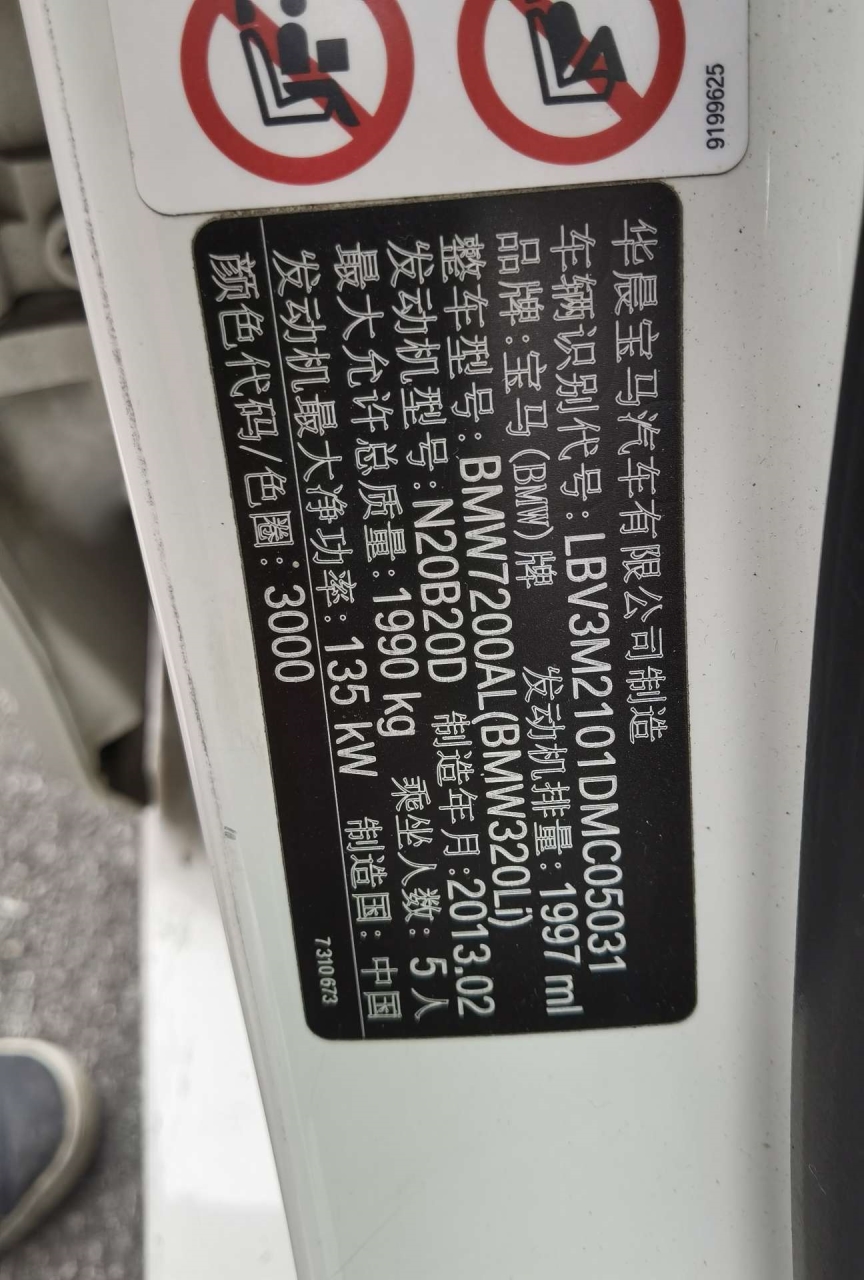 9199625
华晨宝马汽车有限公司制造
车辆识别代号:LBV3M2101DMC05031
品牌:宝马(BMW)牌 发动机排量:1997 ml
整车型号:BMW7200AL(BMW320Li)
发动机型号:N20B20D 制造年月:2013.02
最大允许总质量:1990 kg 乘坐人数:5人
发动机最大净功率:135 kW 制造国:中国
颜色代码/色圈:3000
7310673